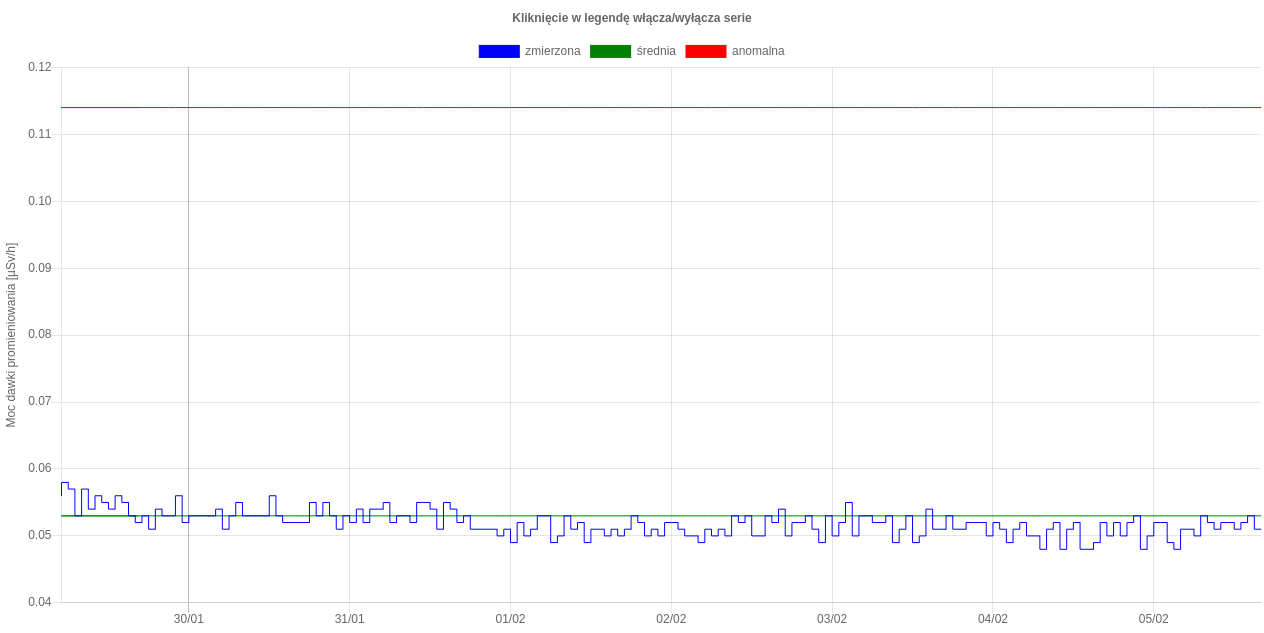 Kliknięcie w legendę włącza/wyłącza serie
zmierzona średnia anomalna
Moc dawki promieniowania [µSv/h]
0.12
0.11
0.10
0.09
0.08
0.07
0.06
0.05
0.04
30/01 31/01 01/02 02/02 03/02 04/02 05/02